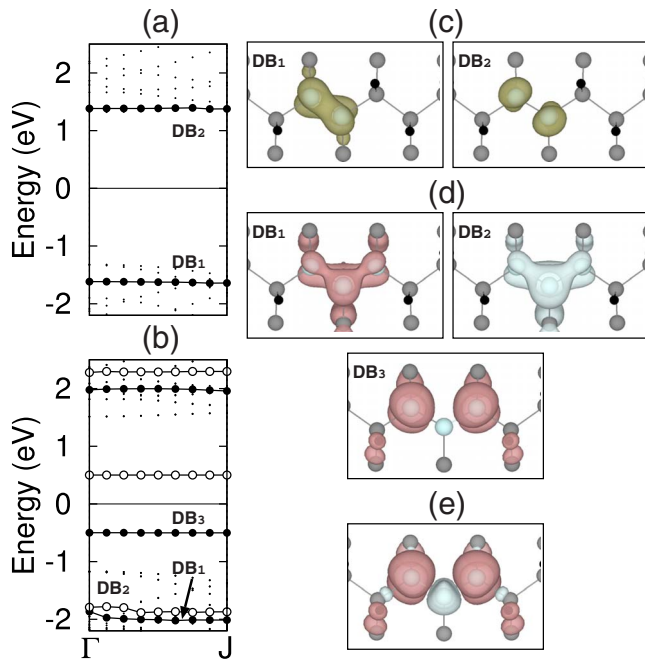 (a)
Energy (eV)
2
1
0
-1
-2
DB2
DB1
(b)
Energy (eV)
2
1
0
-1
-2
DB3
DB1
DB2
Γ J
(c)
DB1
DB2
(d)
DB1
DB2
DB3
(e)